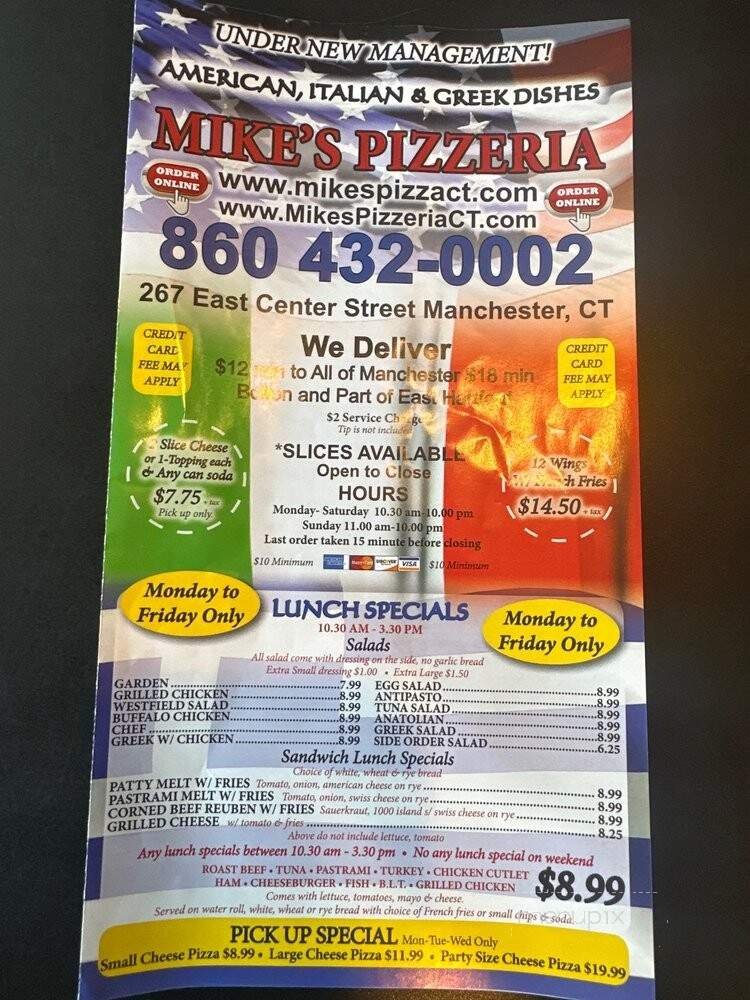 UNDER NEW MANAGEMENT!
AMERICAN, ITALIAN & GREEK DISHES
MIKE'S PIZZERIA
ORDER ONLINE
www.mikespizzact.com
ORDER ONLINE
www.MikesPizzeriaCT.com
860 432-0002
267 East Center Street Manchester, CT
CREDIT
CARD
FEE MAY
APPLY
We Deliver
$12 to All of Manchester $18 min
and Part of East
$2 Service
Tip is not included
CREDIT
CARD
FEE MAY
APPLY
Slice Cheese
or 1-Topping each
& Any can soda
$7.75 + tax
Pick up only
*SLICES AVAILABLE
Open to Close
HOURS
Monday- Saturday 10.30 am-10.00 pm
Sunday 11.00 am-10.00 pm
Last order taken 15 minute before closing
$10 Minimum
MasterCard DISCOVER VISA
$10 Minimum
12 Wings
Fries
$14.50 + tax
Monday to
Friday Only
LUNCH SPECIALS
10.30 AM - 3.30 PM
Monday to
Friday Only
Salads
All salad come with dressing on the side, no garlic bread
Extra Small dressing $1.00 • Extra Large $1.50
GARDEN 7.99
GRILLED CHICKEN 8.99
WESTFIELD SALAD 8.99
BUFFALO CHICKEN 8.99
CHEF 8.99
GREEK W/ CHICKEN 8.99
EGG SALAD 8.99
ANTIPASTO 8.99
TUNA SALAD 8.99
ANATOLIAN 8.99
GREEK SALAD 8.99
SIDE ORDER SALAD 6.25
Sandwich Lunch Specials
Choice of white, wheat & rye bread
PATTY MELT W/ FRIES Tomato, onion, american cheese on rye 8.99
PASTRAMI MELT W/ FRIES Tomato, onion, swiss cheese on rye 8.99
CORNED BEEF REUBEN W/ FRIES Sauerkraut, 1000 island s/ swiss cheese on rye 8.99
GRILLED CHEESE w/ tomato & fries 8.25
Above do not include lettuce, tomato
Any lunch specials between 10.30 am - 3.30 pm • No any lunch special on weekend
ROAST BEEF • TUNA • PASTRAMI • TURKEY • CHICKEN CUTLET
HAM • CHEESEBURGER • FISH • B.L.T. • GRILLED CHICKEN
$8.99
Comes with lettuce, tomatoes, mayo & cheese.
Served on water roll, white, wheat or rye bread with choice of French fries or small chips & soda.
PICK UP SPECIAL Mon-Tue-Wed Only
Small Cheese Pizza $8.99 • Large Cheese Pizza $11.99 • Party Size Cheese Pizza $19.99